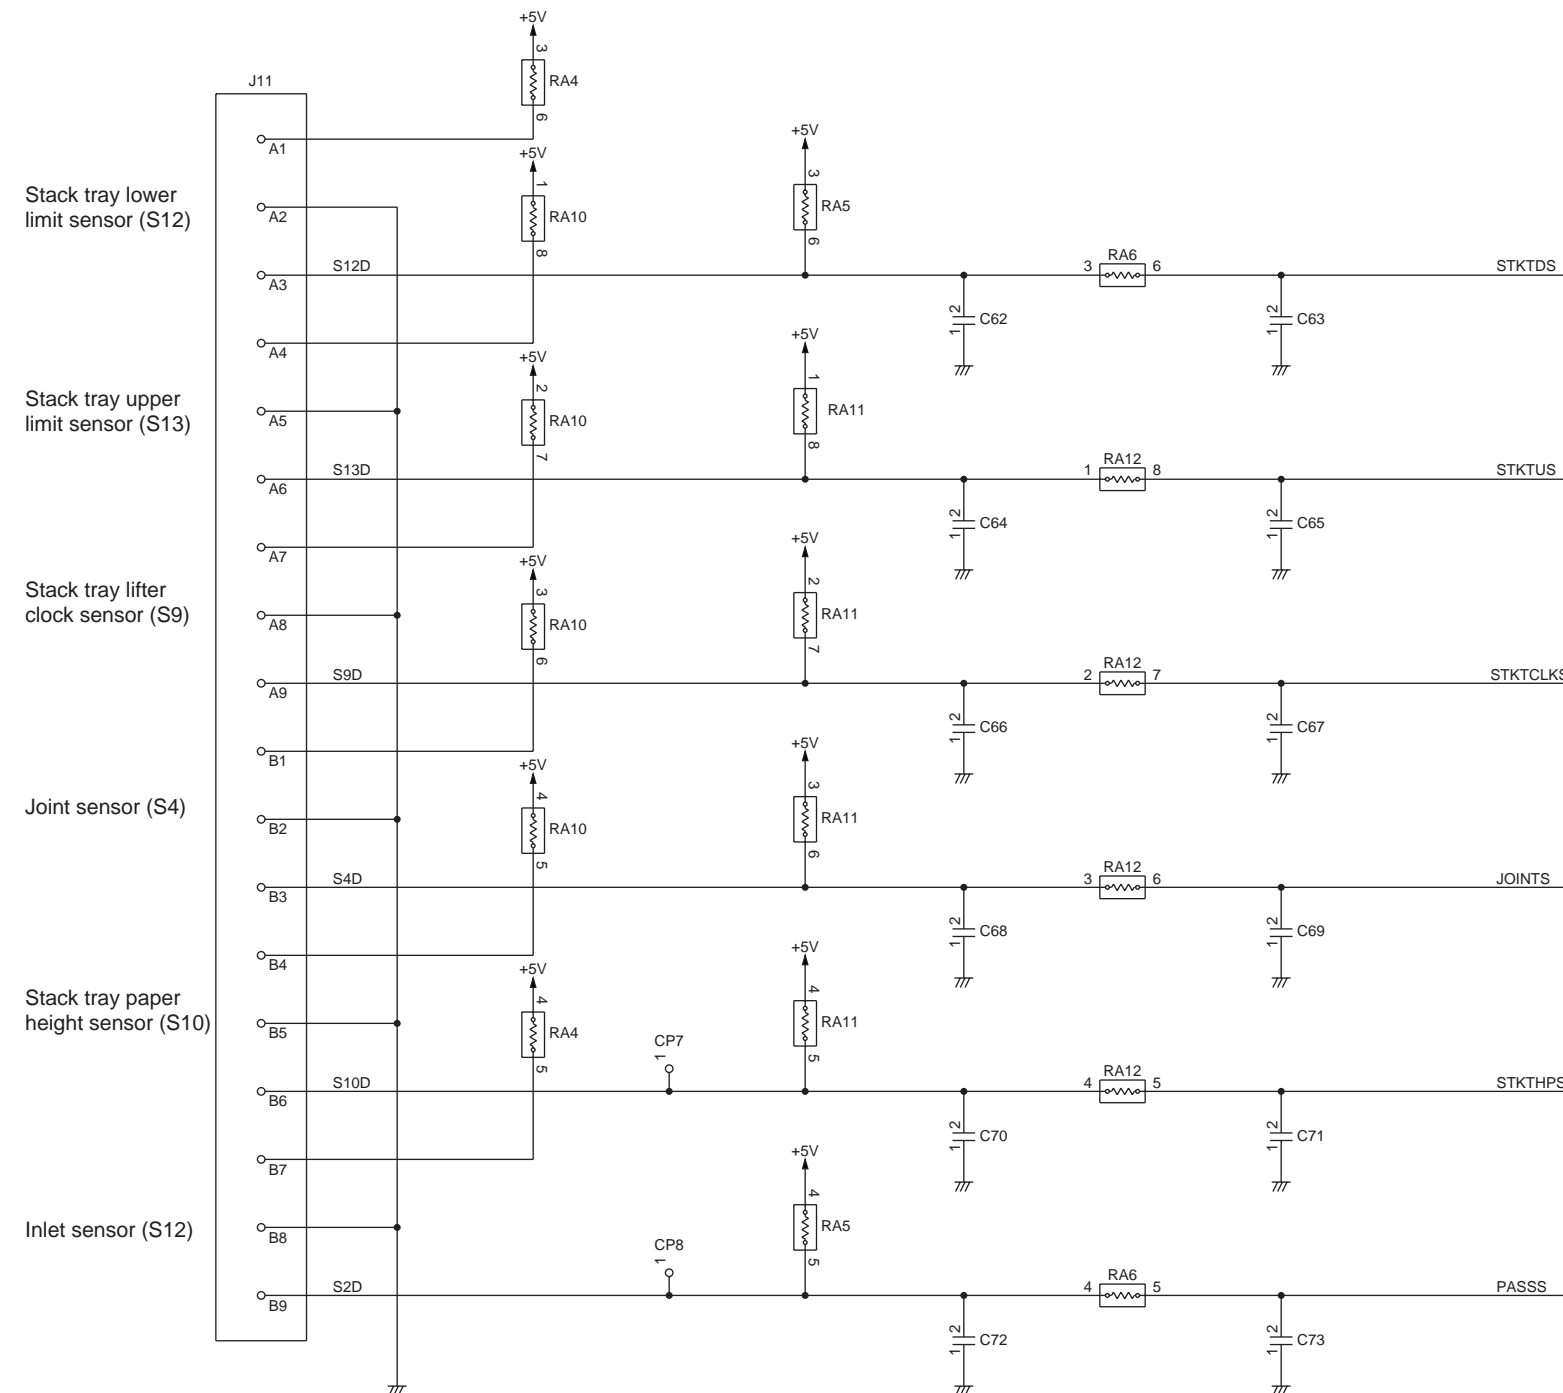 +5V
3
RA4
6
J11
A1
+5V
1
RA10
8
+5V
3
RA5
6
Stack tray lower
limit sensor (S12)
A2
S12D
A3
3 RA6 6
STKTDS
2
1 C62
2
1 C63
A4
+5V
2
RA10
7
+5V
1
RA11
8
Stack tray upper
limit sensor (S13)
A5
S13D
A6
1 RA12 8
STKTUS
2
1 C64
2
1 C65
A7
+5V
3
RA10
6
+5V
2
RA11
7
Stack tray lifter
clock sensor (S9)
A8
S9D
A9
2 RA12 7
STKTCLKS
2
1 C66
2
1 C67
B1
+5V
4
RA10
5
+5V
3
RA11
6
Joint sensor (S4)
B2
S4D
B3
3 RA12 6
JOINTS
2
1 C68
2
1 C69
B4
+5V
4
RA4
5
+5V
4
RA11
5
Stack tray paper
height sensor (S10)
B5
CP7
1
S10D
B6
4 RA12 5
STKTHPS
2
1 C70
2
1 C71
B7
+5V
4
RA5
5
Inlet sensor (S12)
B8
CP8
1
S2D
B9
4 RA6 5
PASSS
2
1 C72
2
1 C73